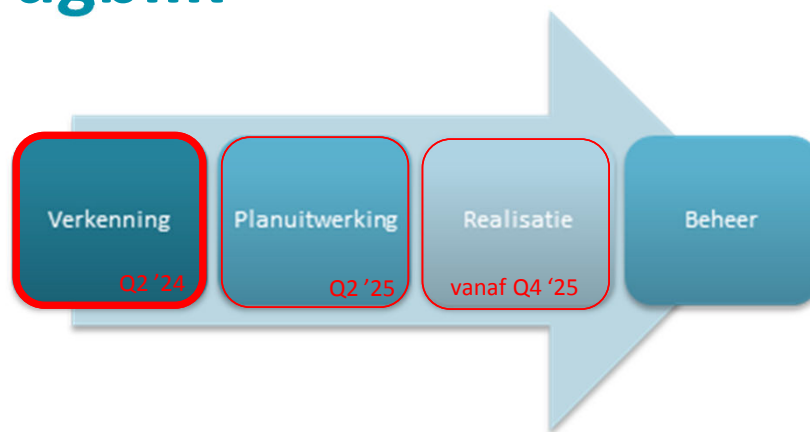 Verkenning
Q2 '24
Planuitwerking
Q2 '25
Realisatie
vanaf Q4 ‘25
Beheer